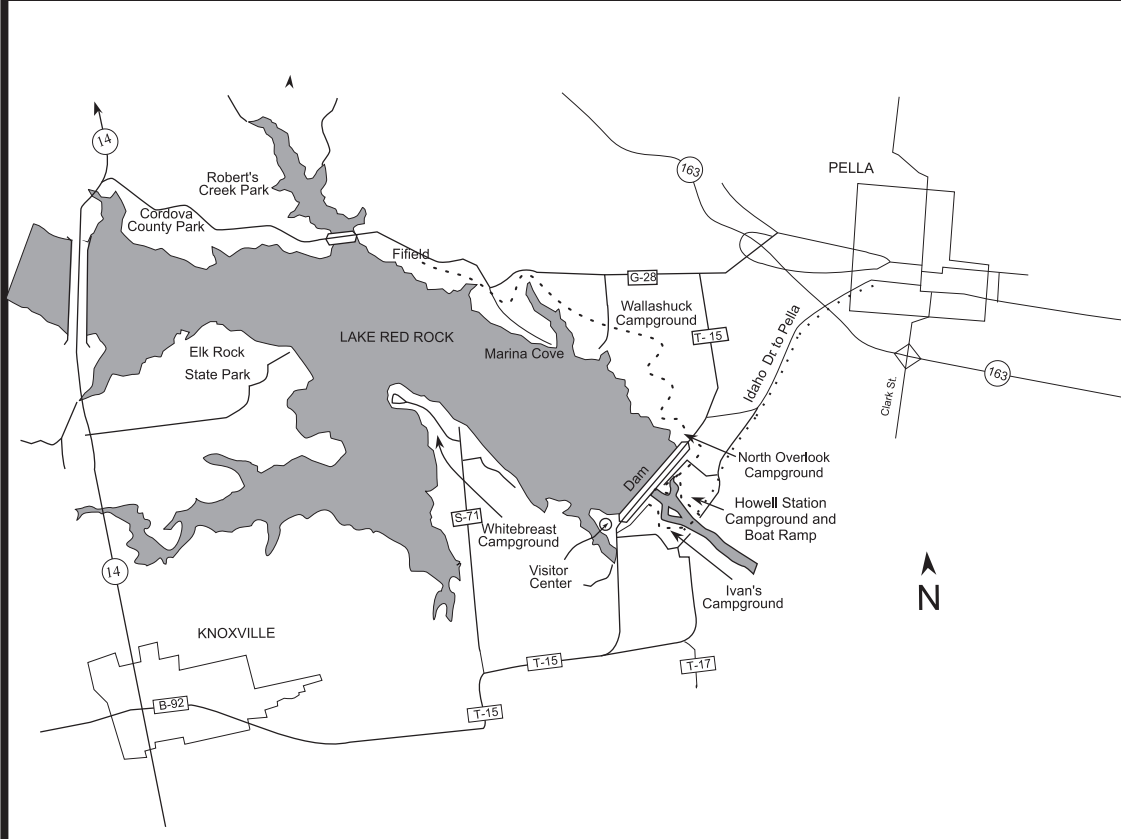 14
163
PELLA
Robert's
Creek Park
Cordova
County Park
Fifield
G-28
Wallashuck
Campground
T- 15
LAKE RED ROCK
Marina Cove
Elk Rock
State Park
Idaho Dr. to Pella
163
Clark St.
North Overlook
Campground
Dam
Howell Station
Campground and
Boat Ramp
S-71
Whitebreast
Campground
Visitor
Center
Ivan's
Campground
N
14
KNOXVILLE
T-15
T-17
B-92
T-15